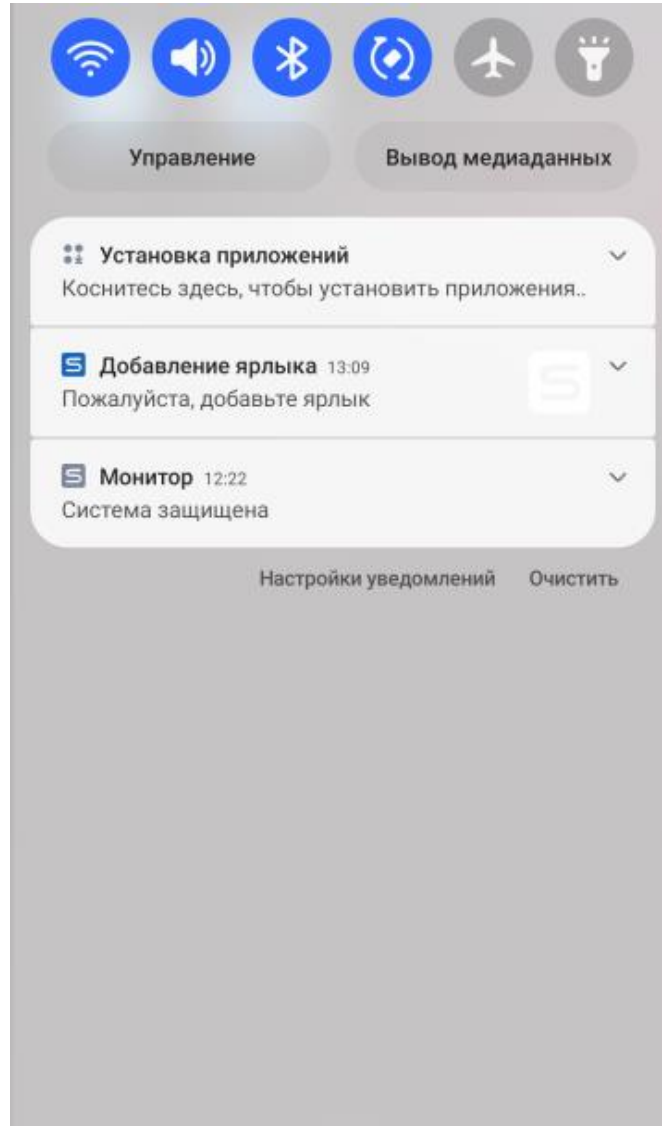 Управление
Вывод медиаданных
Установка приложений
Коснитесь здесь, чтобы установить приложения..
Добавление ярлыка 13:09
Пожалуйста, добавьте ярлык
Монитор 12:22
Система защищена
Настройки уведомлений
Очистить